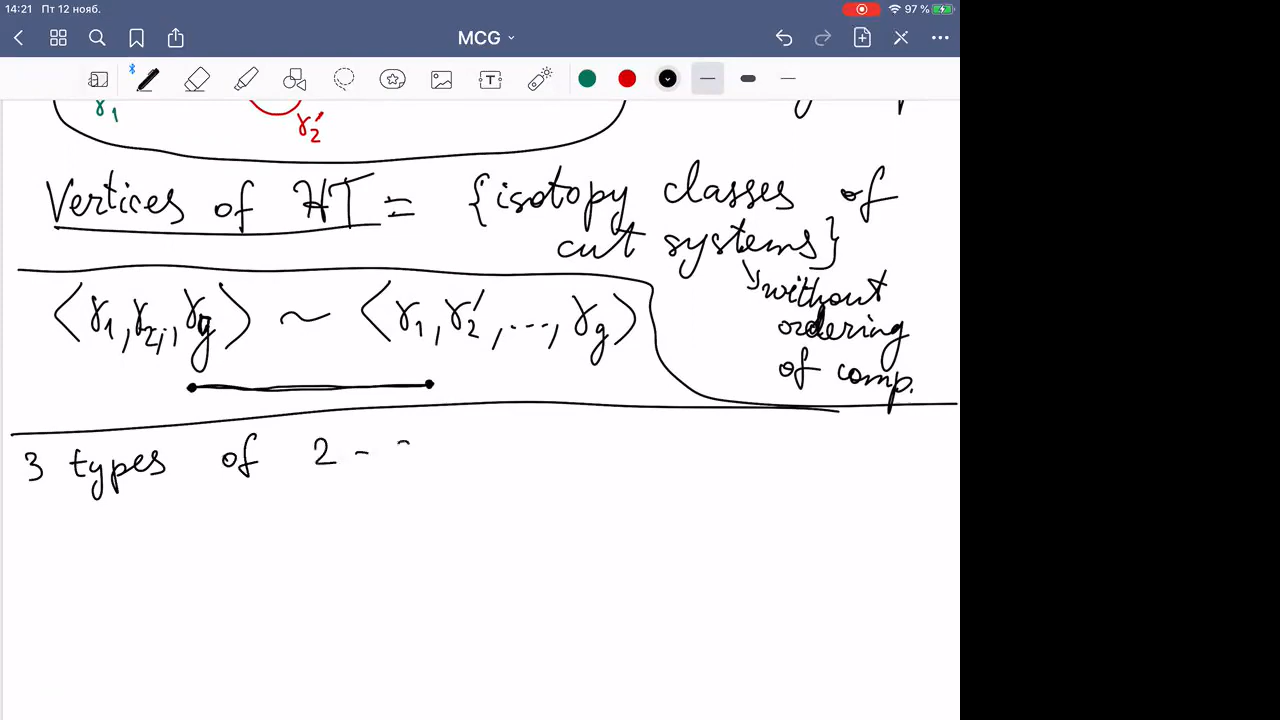 14:21 Пт 12 нояб. 97 %
MCG
γ₁
γ₂'
Vertices of HT = {isotopy classes of
cut systems}
without
ordering
of comp.
⟨γ₁, γ₂,, γg⟩ ~ ⟨γ₁, γ₂', ..., γg⟩
3 types of 2 -